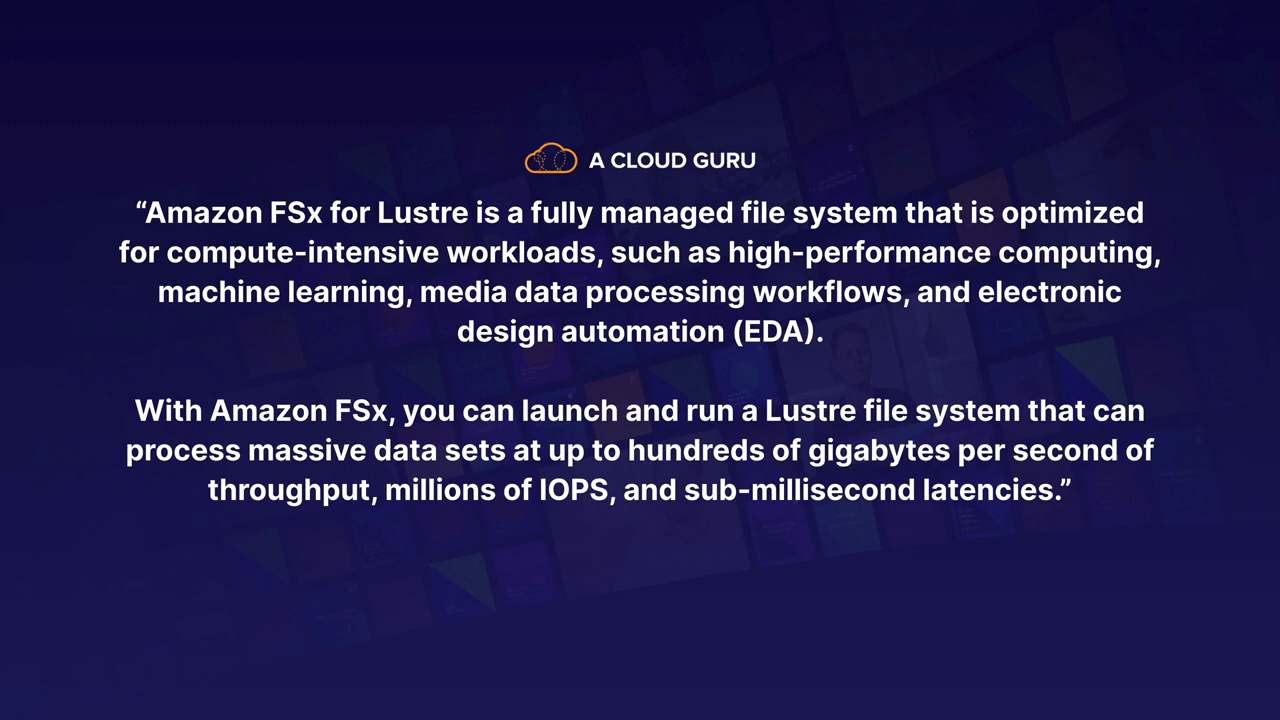 A CLOUD GURU
“Amazon FSx for Lustre is a fully managed file system that is optimized
for compute-intensive workloads, such as high-performance computing,
machine learning, media data processing workflows, and electronic
design automation (EDA).
With Amazon FSx, you can launch and run a Lustre file system that can
process massive data sets at up to hundreds of gigabytes per second of
throughput, millions of IOPS, and sub-millisecond latencies.”